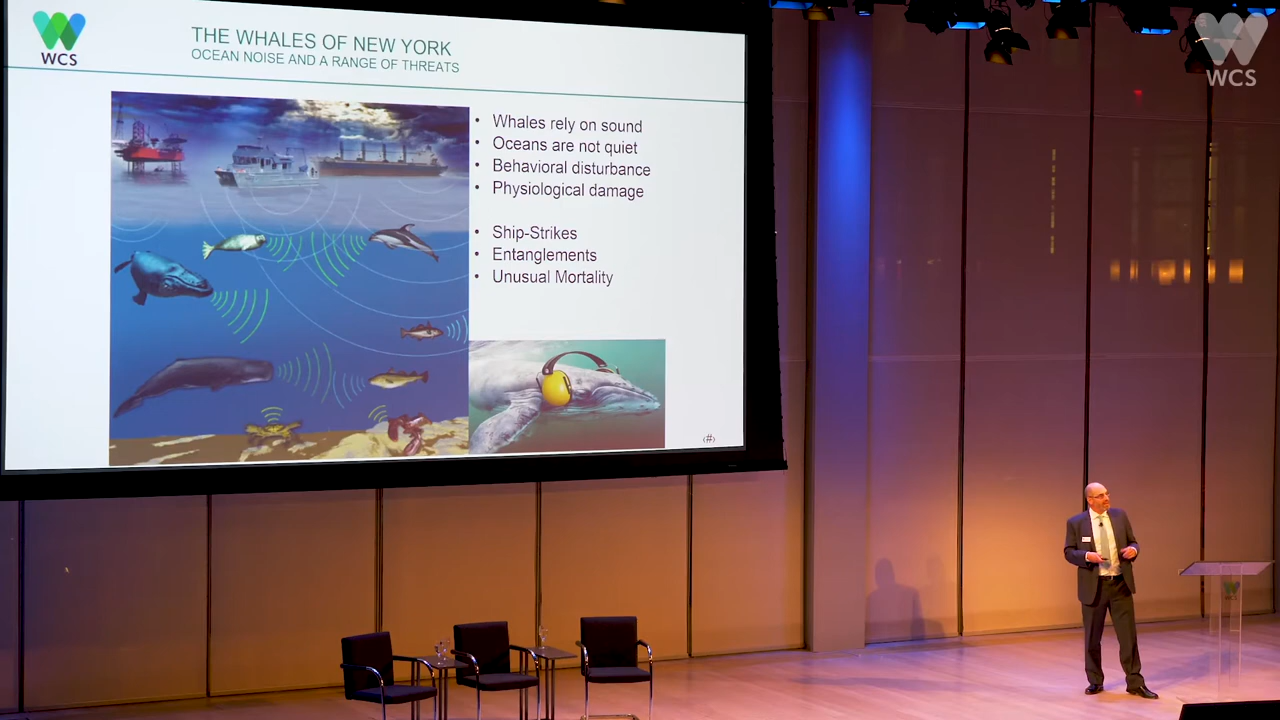 WCS
THE WHALES OF NEW YORK
OCEAN NOISE AND A RANGE OF THREATS
• Whales rely on sound
• Oceans are not quiet
• Behavioral disturbance
• Physiological damage
• Ship-Strikes
• Entanglements
• Unusual Mortality
‹#›
WCS